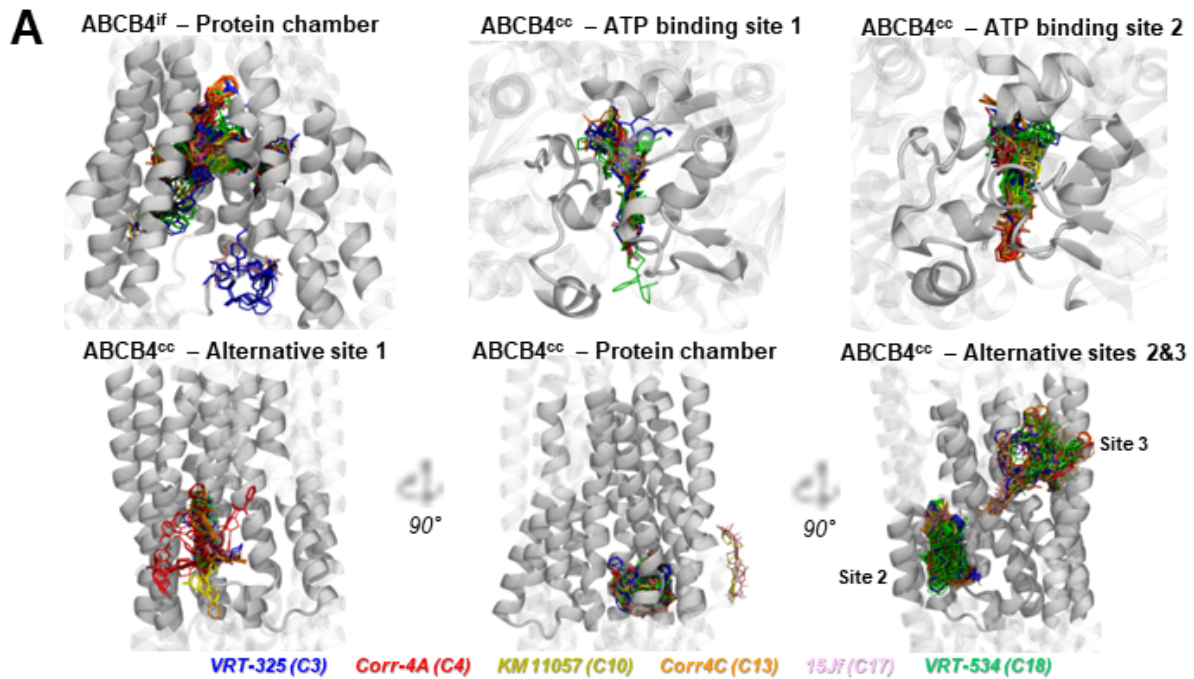 A
ABCB4if – Protein chamber
ABCB4cc – ATP binding site 1
ABCB4cc – ATP binding site 2
ABCB4cc – Alternative site 1
ABCB4cc – Protein chamber
ABCB4cc – Alternative sites 2&3
Site 3
90°
90°
Site 2
VRT-325 (C3) Corr-4A (C4) KM11057 (C10) Corr4C (C13) 15Jf (C17) VRT-534 (C18)